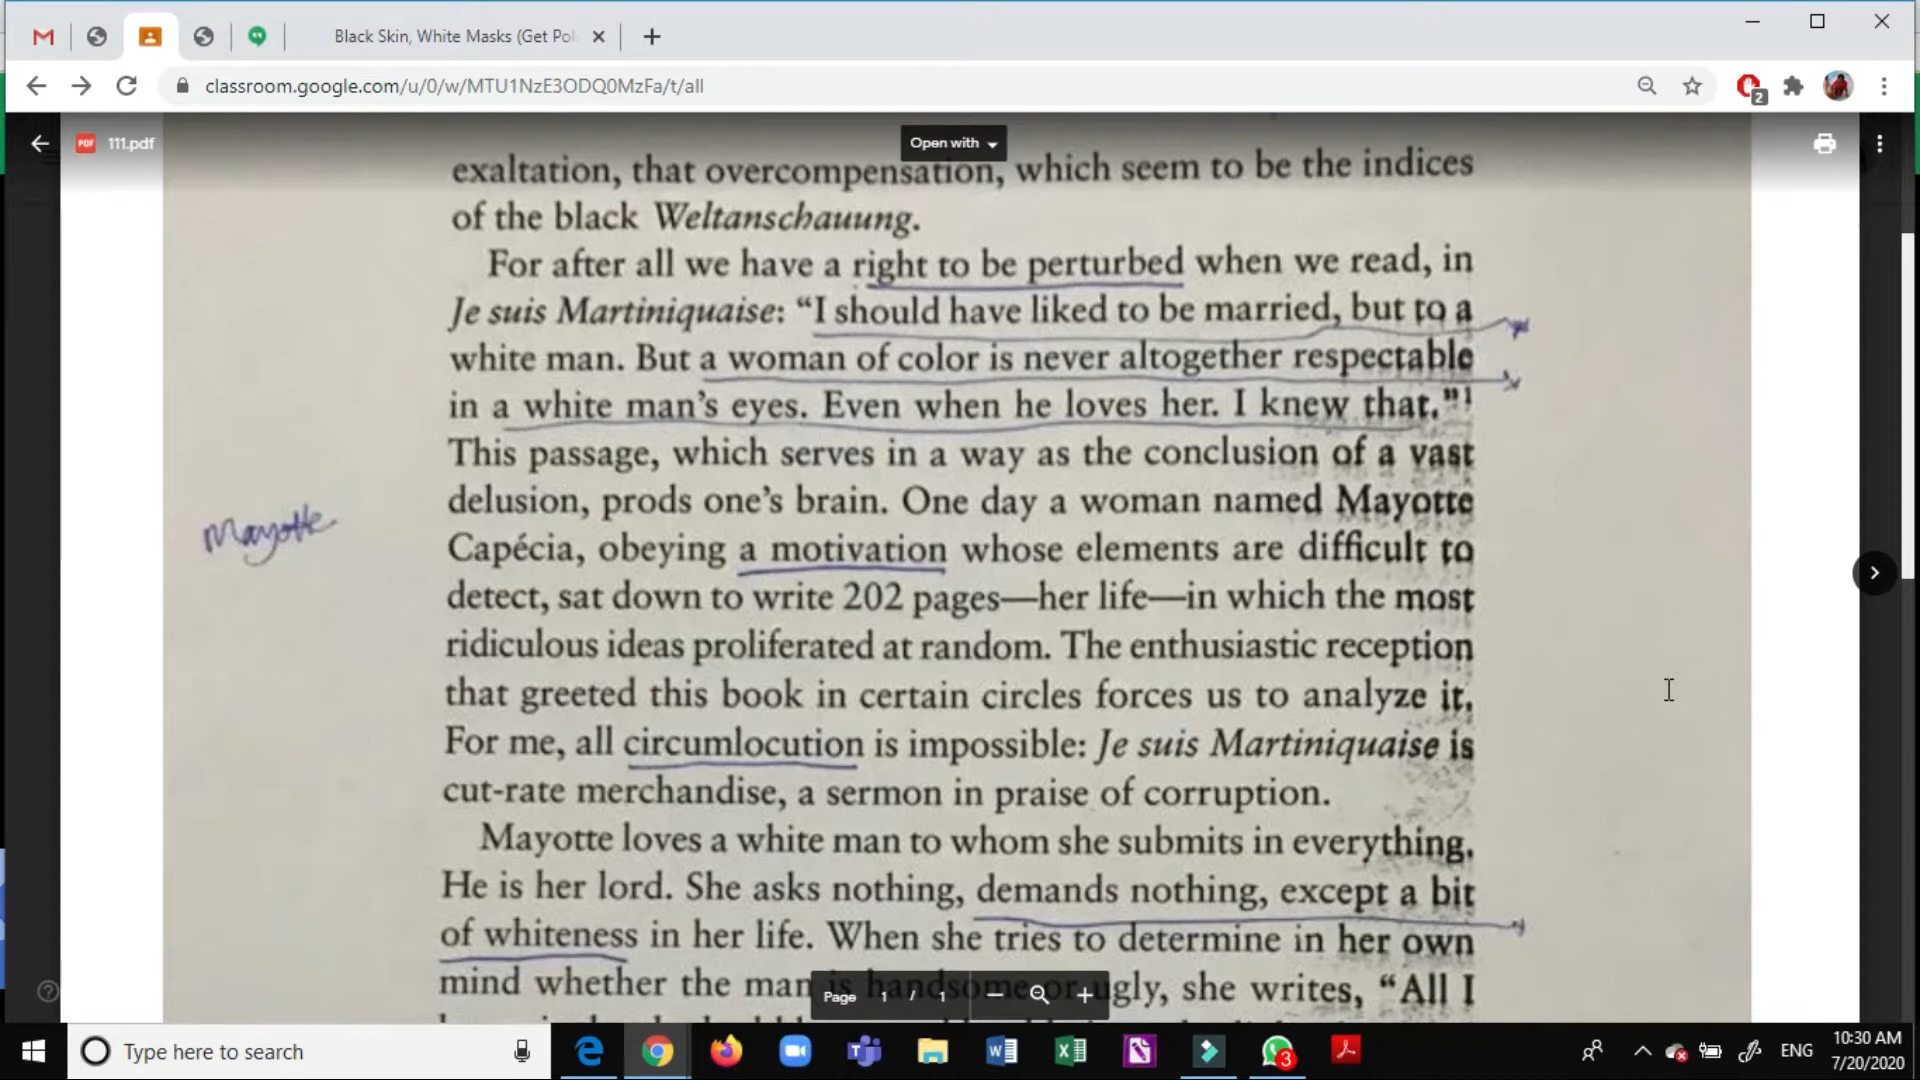 Black Skin, White Masks (Get Pol
classroom.google.com/u/0/w/MTU1NzE3ODQ0MzFa/t/all
2
PDF 111.pdf
Open with
exaltation, that overcompensation, which seem to be the indices
of the black Weltanschauung.
For after all we have a right to be perturbed when we read, in
Je suis Martiniquaise: “I should have liked to be married, but to a
white man. But a woman of color is never altogether respectable
in a white man’s eyes. Even when he loves her. I knew that.”1
This passage, which serves in a way as the conclusion of a vast
delusion, prods one’s brain. One day a woman named Mayotte
Mayotte
Capécia, obeying a motivation whose elements are difficult to
detect, sat down to write 202 pages—her life—in which the most
ridiculous ideas proliferated at random. The enthusiastic reception
that greeted this book in certain circles forces us to analyze it.
For me, all circumlocution is impossible: Je suis Martiniquaise is
cut-rate merchandise, a sermon in praise of corruption.
Mayotte loves a white man to whom she submits in everything.
He is her lord. She asks nothing, demands nothing, except a bit
of whiteness in her life. When she tries to determine in her own
mind whether the man is handsome or ugly, she writes, “All I
Page 1 / 1
Type here to search
3
ENG
10:30 AM
7/20/2020